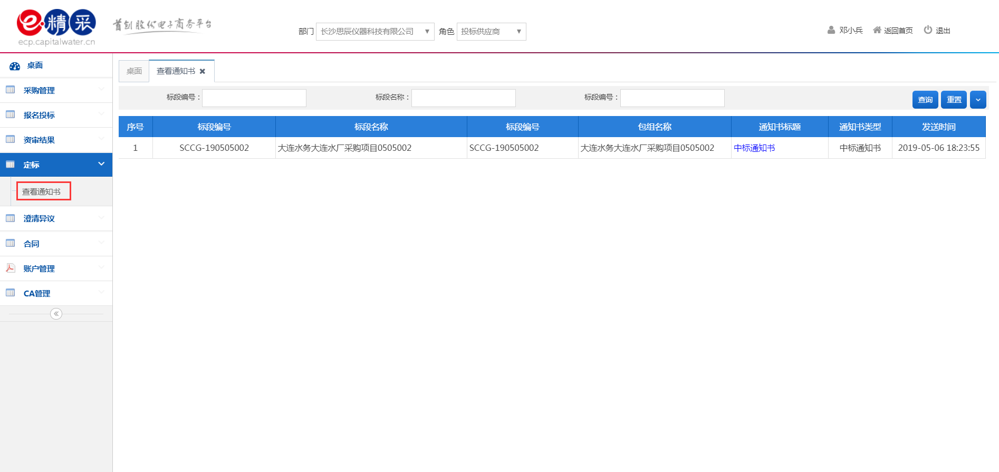 e·精采
ecp.capitalwater.cn
首创股份电子商务平台
部门 长沙思辰仪器科技有限公司 角色 投标供应商
邓小兵 返回首页 退出
桌面
采购管理
报名投标
资审结果
定标
查看通知书
澄清异议
合同
账户管理
CA管理
桌面 查看通知书
标段编号： 标段名称： 标段编号： 查询 重置
序号 标段编号 标段名称 标段编号 包组名称 通知书标题 通知书类型 发送时间
1 SCCG-190505002 大连水务大连水厂采购项目0505002 SCCG-190505002 大连水务大连水厂采购项目0505002 中标通知书 中标通知书 2019-05-06 18:23:55